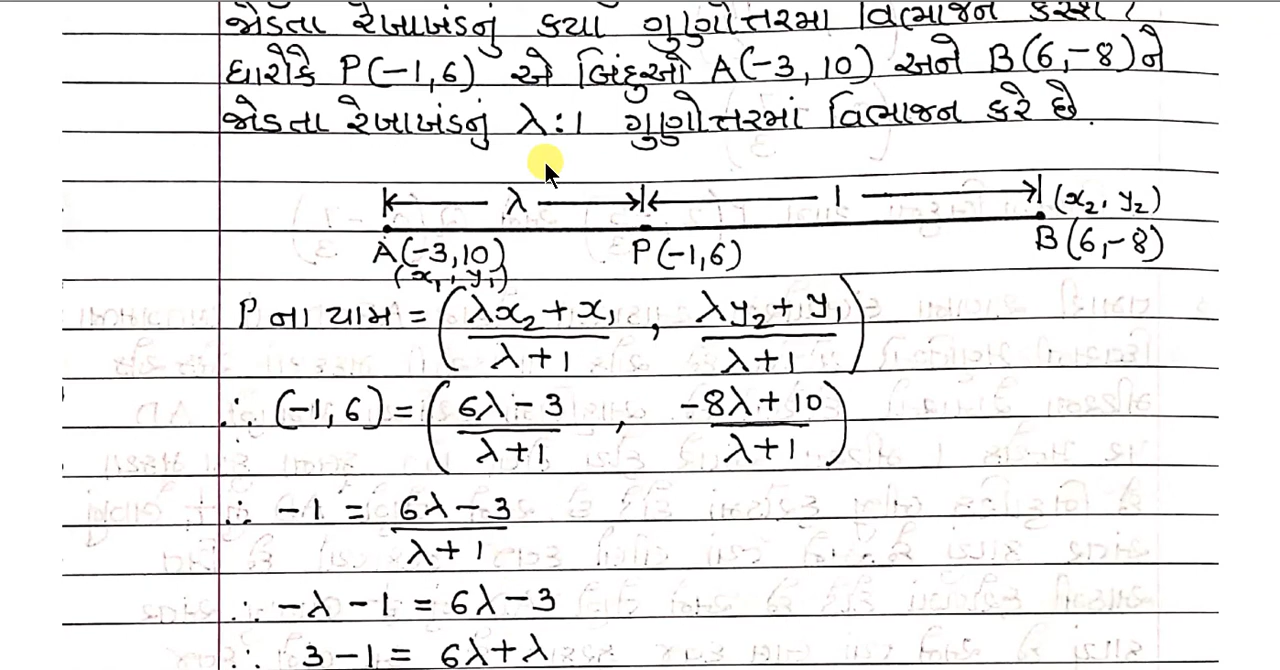 જોડતા રેખાખંડનું કયા ગુણોત્તરમાં વિભાજન કરશે?
ધારોકે P(-1,6) એ બિંદુઓ A(-3, 10) અને B(6,-8)ને
જોડતા રેખાખંડનું λ:1 ગુણોત્તરમાં વિભાજન કરે છે.
λ 1 (x₂, y₂)
A(-3,10) P(-1,6) B(6,-8)
(x₁, y₁)
P ના યામ = ( (λx₂+x₁)/(λ+1) , (λy₂+y₁)/(λ+1) )
∴ (-1,6) = ( (6λ-3)/(λ+1) , (-8λ+10)/(λ+1) )
∴ -1 = (6λ-3)/(λ+1)
∴ -λ-1 = 6λ-3
∴ 3-1 = 6λ+λ